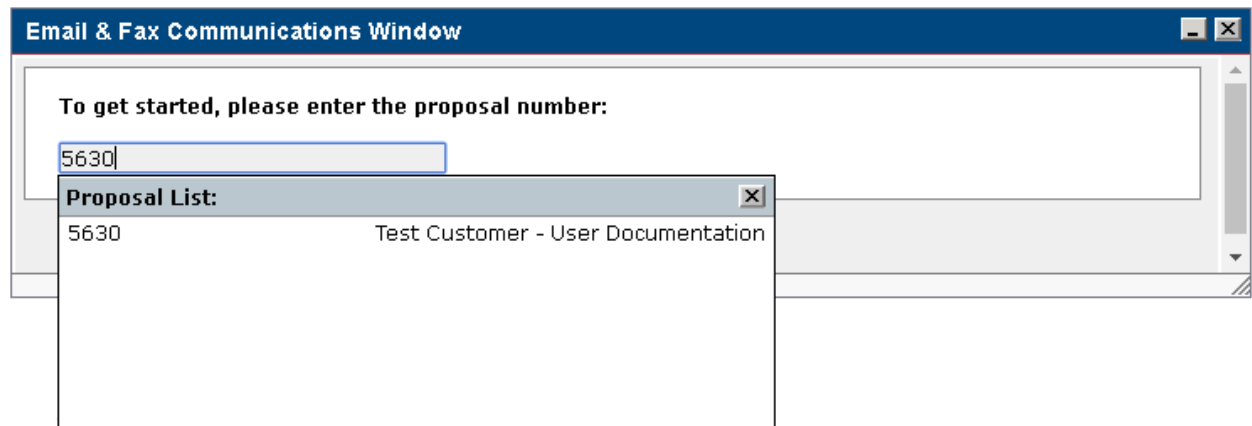 Email & Fax Communications Window
To get started, please enter the proposal number:
5630
Proposal List:
5630 Test Customer - User Documentation